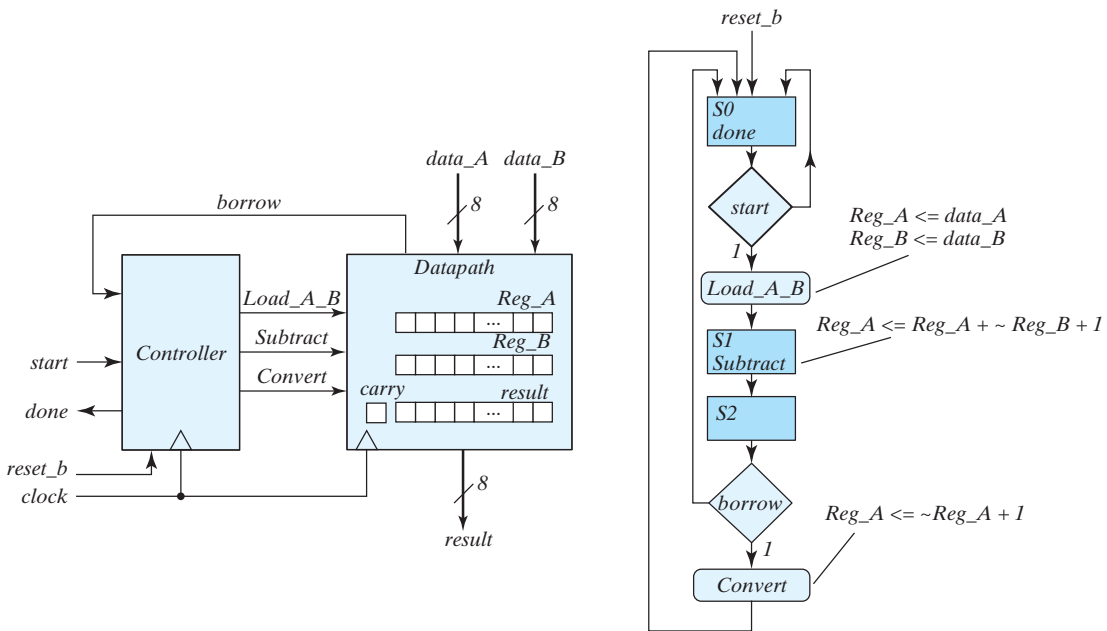 data_A
data_B
8
8
borrow
Datapath
Load_A_B
Reg_A
...
Subtract
Reg_B
...
Controller
start
Convert
carry
result
...
done
reset_b
clock
8
result
reset_b
S0
done
start
Reg_A <= data_A
Reg_B <= data_B
1
Load_A_B
S1
Subtract
Reg_A <= Reg_A + ~ Reg_B + 1
S2
borrow
Reg_A <= ~Reg_A + 1
1
Convert